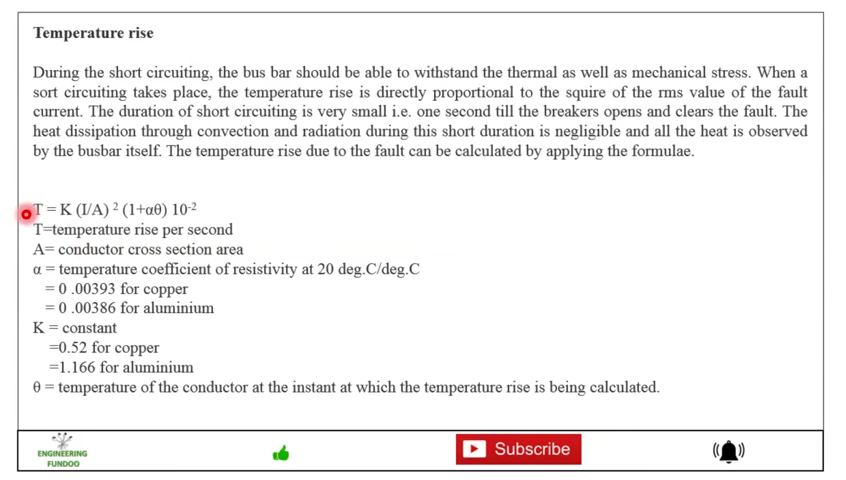 Temperature rise
During the short circuiting, the bus bar should be able to withstand the thermal as well as mechanical stress. When a
sort circuiting takes place, the temperature rise is directly proportional to the squire of the rms value of the fault
current. The duration of short circuiting is very small i.e. one second till the breakers opens and clears the fault. The
heat dissipation through convection and radiation during this short duration is negligible and all the heat is observed
by the busbar itself. The temperature rise due to the fault can be calculated by applying the formulae.
T = K (I/A) ² (1+αθ) 10⁻²
T=temperature rise per second
A= conductor cross section area
α = temperature coefficient of resistivity at 20 deg.C/deg.C
= 0 .00393 for copper
= 0 .00386 for aluminium
K = constant
=0.52 for copper
=1.166 for aluminium
θ = temperature of the conductor at the instant at which the temperature rise is being calculated.
ENGINEERING
FUNDOO
Subscribe